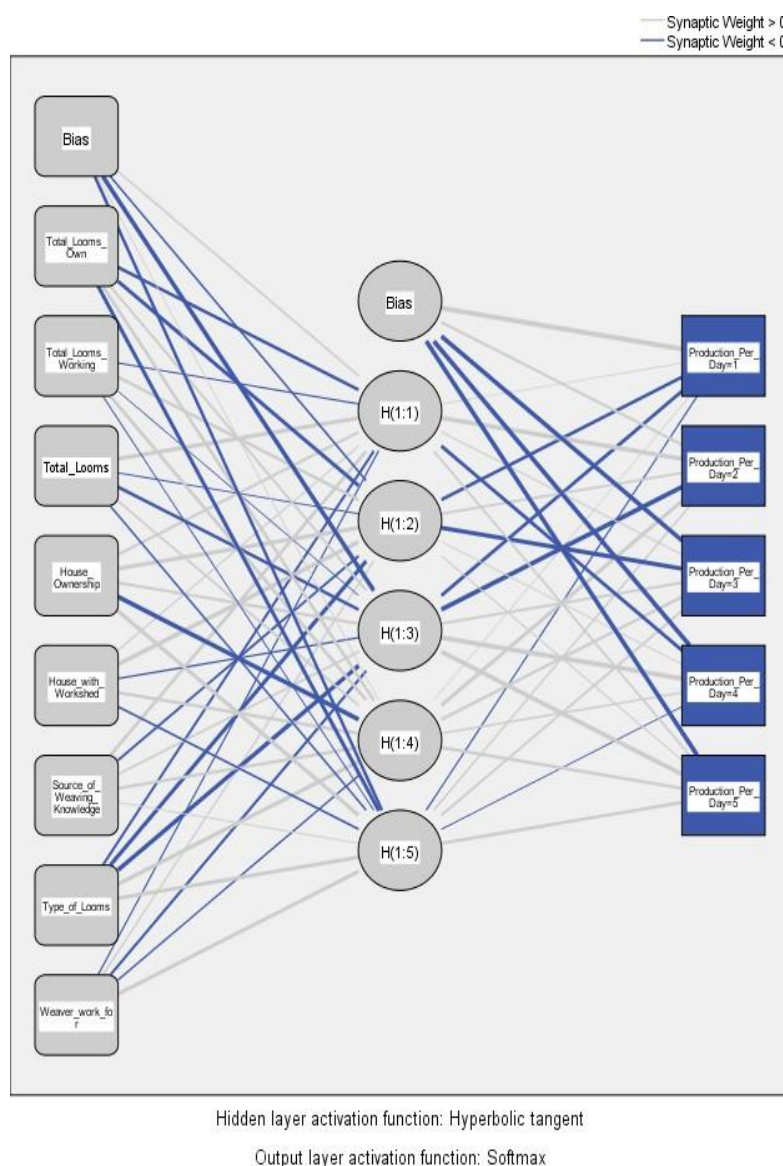 Synaptic Weight > 0
Synaptic Weight < 0
Bias
Total_Looms_
Own
Total_Looms_
Working
Total_Looms
House_
Ownership
House_with_
Workshed
Source_of_
Weaving_
Knowledge
Type_of_Looms
Weaver_work_fo
r
Bias
H(1:1)
H(1:2)
H(1:3)
H(1:4)
H(1:5)
Production_Per_
Day=1
Production_Per_
Day=2
Production_Per_
Day=3
Production_Per_
Day=4
Production_Per_
Day=5
Hidden layer activation function: Hyperbolic tangent
Output layer activation function: Softmax